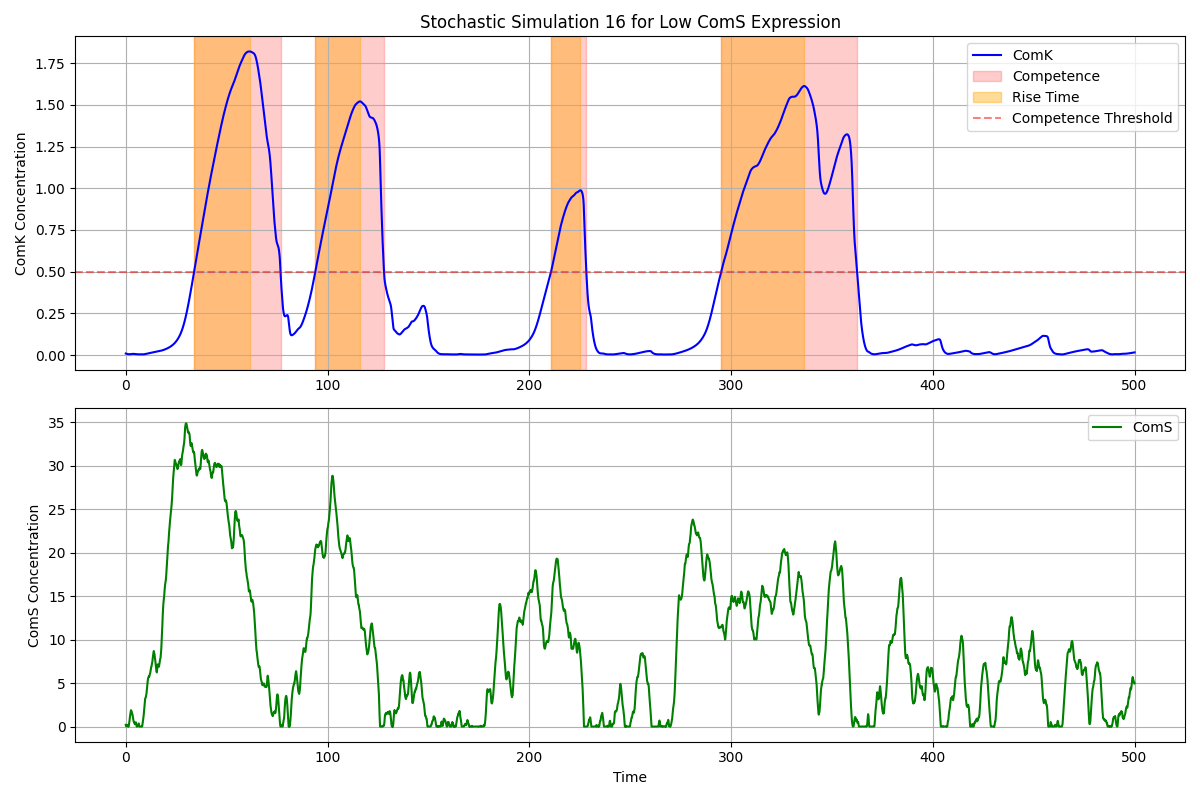 Stochastic Simulation 16 for Low ComS Expression
ComK Concentration
1.75
1.50
1.25
1.00
0.75
0.50
0.25
0.00
0 100 200 300 400 500
ComK
Competence
Rise Time
Competence Threshold
ComS Concentration
35
30
25
20
15
10
5
0
0 100 200 300 400 500
Time
ComS